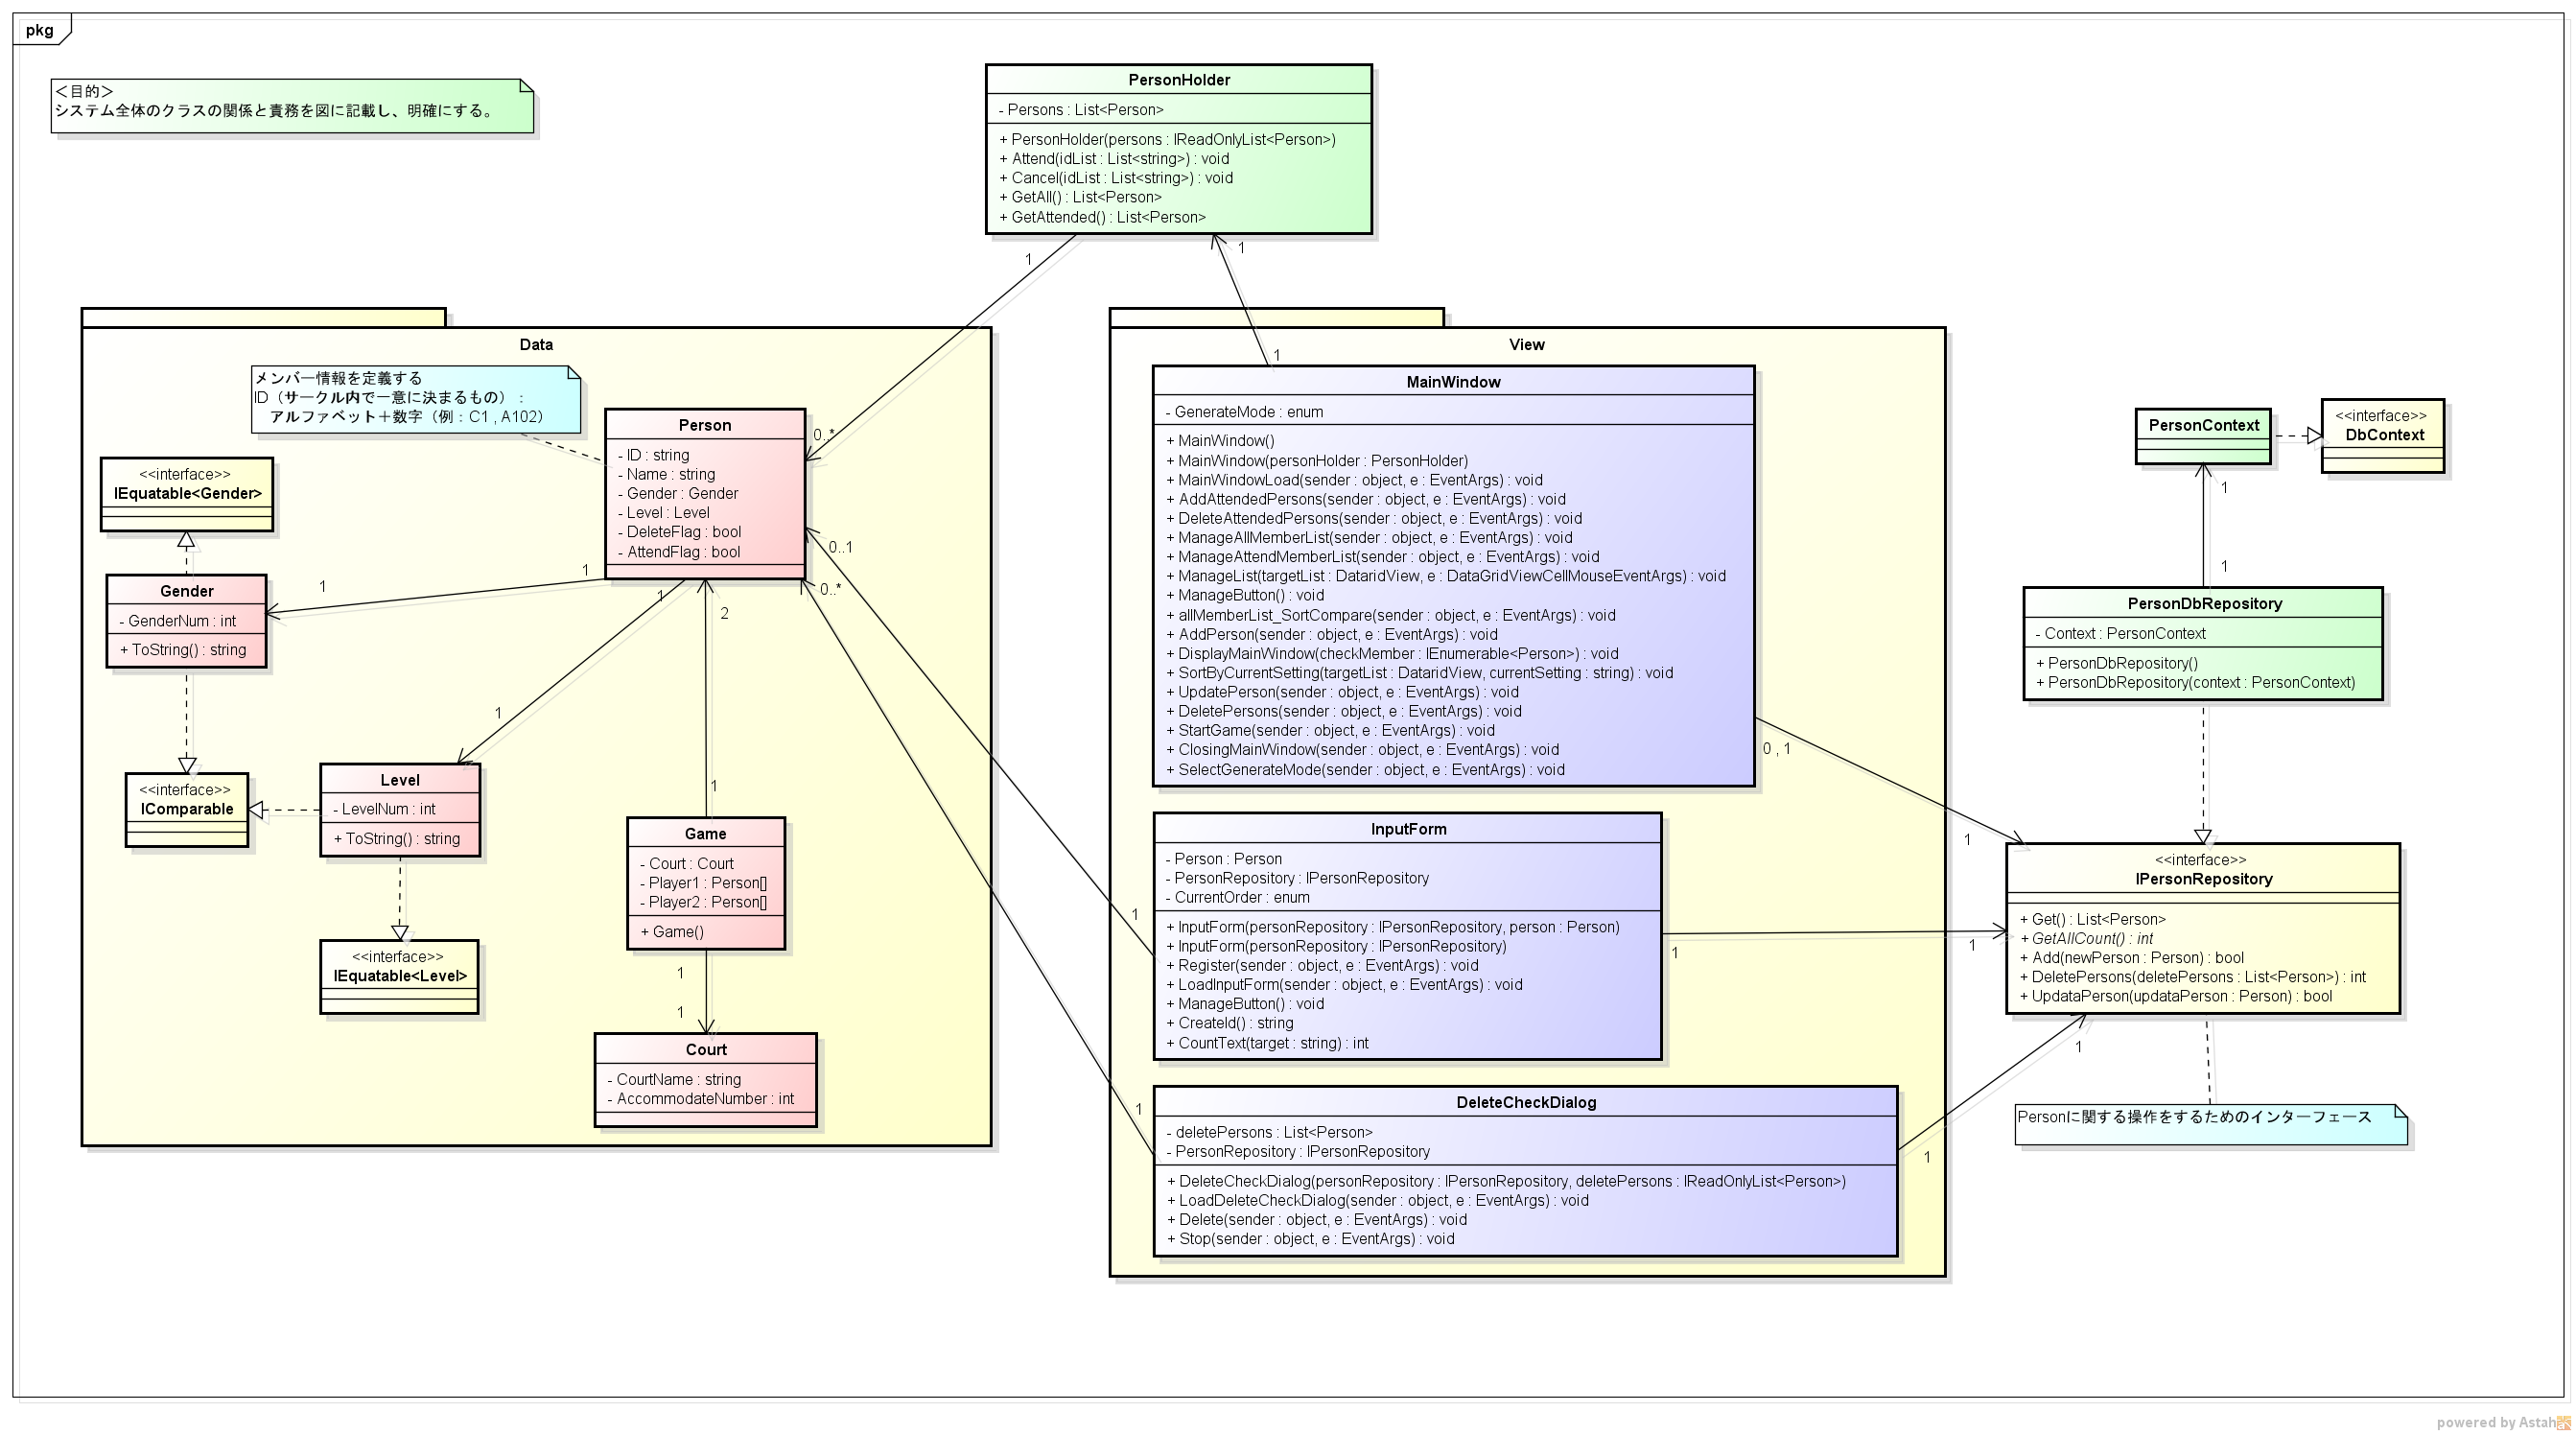 pkg
＜目的＞
システム全体のクラスの関係と責務を図に記載し、明確にする。
PersonHolder
- Persons : List<Person>
+ PersonHolder(persons : IReadOnlyList<Person>)
+ Attend(idList : List<string>) : void
+ Cancel(idList : List<string>) : void
+ GetAll() : List<Person>
+ GetAttended() : List<Person>
1
1
1
0..*
Data
メンバー情報を定義する
ID（サークル内で一意に決まるもの）：
アルファベット＋数字（例：C1 , A102）
Person
- ID : string
- Name : string
- Gender : Gender
- Level : Level
- DeleteFlag : bool
- AttendFlag : bool
0..1
0..*
<<interface>>
IEquatable<Gender>
Gender
- GenderNum : int
+ ToString() : string
1
1
1
1
2
1
<<interface>>
IComparable
Level
- LevelNum : int
+ ToString() : string
<<interface>>
IEquatable<Level>
Game
- Court : Court
- Player1 : Person[]
- Player2 : Person[]
+ Game()
1
1
Court
- CourtName : string
- AccommodateNumber : int
View
MainWindow
- GenerateMode : enum
+ MainWindow()
+ MainWindow(personHolder : PersonHolder)
+ MainWindowLoad(sender : object, e : EventArgs) : void
+ AddAttendedPersons(sender : object, e : EventArgs) : void
+ DeleteAttendedPersons(sender : object, e : EventArgs) : void
+ ManageAllMemberList(sender : object, e : EventArgs) : void
+ ManageAttendMemberList(sender : object, e : EventArgs) : void
+ ManageList(targetList : DataridView, e : DataGridViewCellMouseEventArgs) : void
+ ManageButton() : void
+ allMemberList_SortCompare(sender : object, e : EventArgs) : void
+ AddPerson(sender : object, e : EventArgs) : void
+ DisplayMainWindow(checkMember : IEnumerable<Person>) : void
+ SortByCurrentSetting(targetList : DataridView, currentSetting : string) : void
+ UpdatePerson(sender : object, e : EventArgs) : void
+ DeletePersons(sender : object, e : EventArgs) : void
+ StartGame(sender : object, e : EventArgs) : void
+ ClosingMainWindow(sender : object, e : EventArgs) : void
+ SelectGenerateMode(sender : object, e : EventArgs) : void
0 , 1
1
InputForm
- Person : Person
- PersonRepository : IPersonRepository
- CurrentOrder : enum
+ InputForm(personRepository : IPersonRepository, person : Person)
+ InputForm(personRepository : IPersonRepository)
+ Register(sender : object, e : EventArgs) : void
+ LoadInputForm(sender : object, e : EventArgs) : void
+ ManageButton() : void
+ CreateId() : string
+ CountText(target : string) : int
1
1
1
DeleteCheckDialog
- deletePersons : List<Person>
- PersonRepository : IPersonRepository
+ DeleteCheckDialog(personRepository : IPersonRepository, deletePersons : IReadOnlyList<Person>)
+ LoadDeleteCheckDialog(sender : object, e : EventArgs) : void
+ Delete(sender : object, e : EventArgs) : void
+ Stop(sender : object, e : EventArgs) : void
1
1
1
PersonContext
<<interface>>
DbContext
1
1
PersonDbRepository
- Context : PersonContext
+ PersonDbRepository()
+ PersonDbRepository(context : PersonContext)
<<interface>>
IPersonRepository
+ Get() : List<Person>
+ GetAllCount() : int
+ Add(newPerson : Person) : bool
+ DeletePersons(deletePersons : List<Person>) : int
+ UpdataPerson(updataPerson : Person) : bool
Personに関する操作をするためのインターフェース
powered by Astah